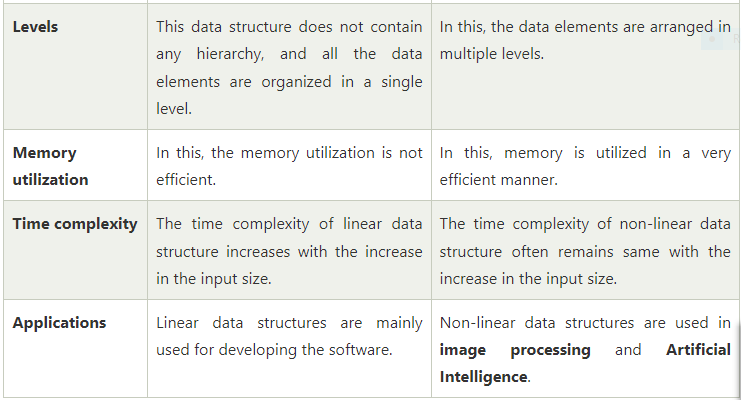 Levels
This data structure does not contain
any hierarchy, and all the data
elements are organized in a single
level.
In this, the data elements are arranged in
multiple levels.
Memory
utilization
In this, the memory utilization is not
efficient.
In this, memory is utilized in a very
efficient manner.
Time complexity
The time complexity of linear data
structure increases with the increase
in the input size.
The time complexity of non-linear data
structure often remains same with the
increase in the input size.
Applications
Linear data structures are mainly
used for developing the software.
Non-linear data structures are used in
image processing and Artificial
Intelligence.